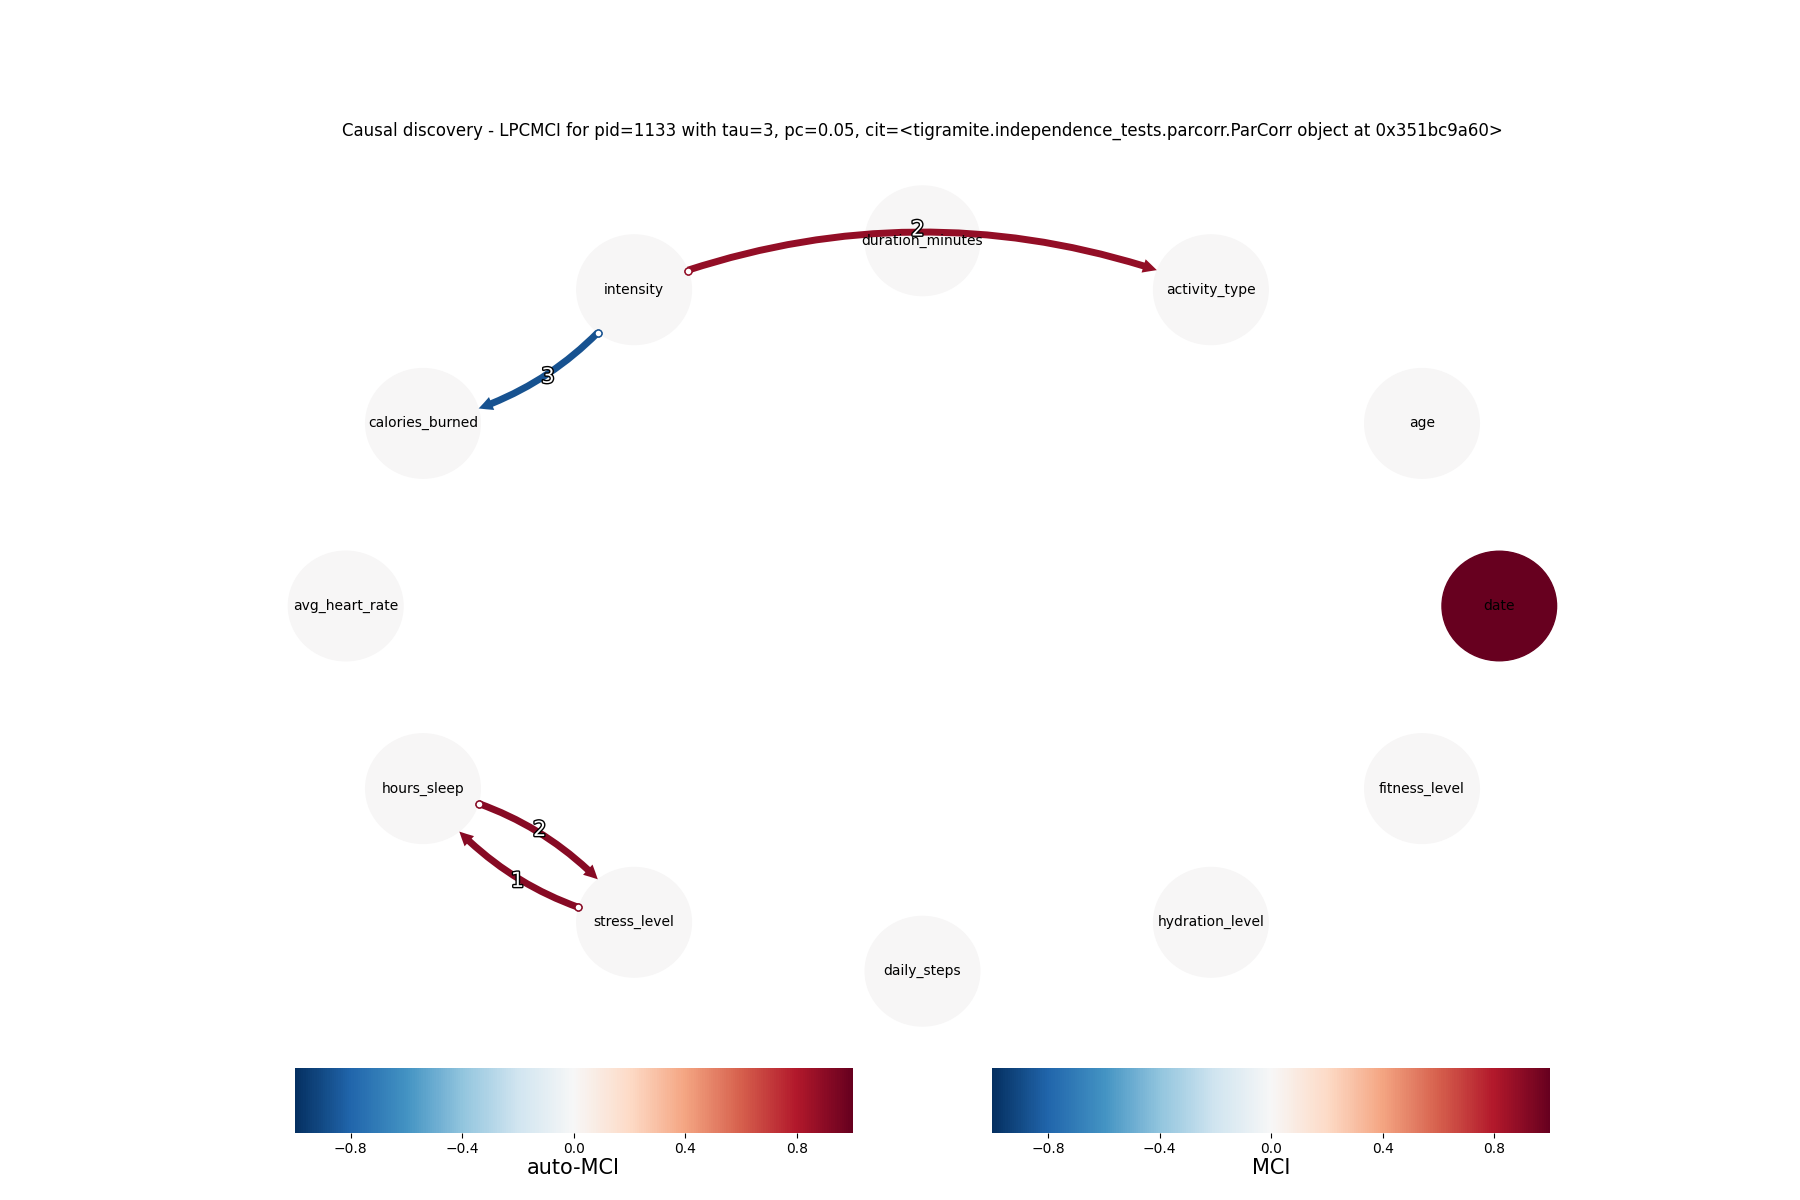 Causal discovery - LPCMCI for pid=1133 with tau=3, pc=0.05, cit=<tigramite.independence_tests.parcorr.ParCorr object at 0x351bc9a60>
2
duration_minutes
intensity
activity_type
3
calories_burned
age
avg_heart_rate
date
hours_sleep
fitness_level
2
1
stress_level
hydration_level
daily_steps
−0.8 −0.4 0.0 0.4 0.8
auto-MCI
−0.8 −0.4 0.0 0.4 0.8
MCI